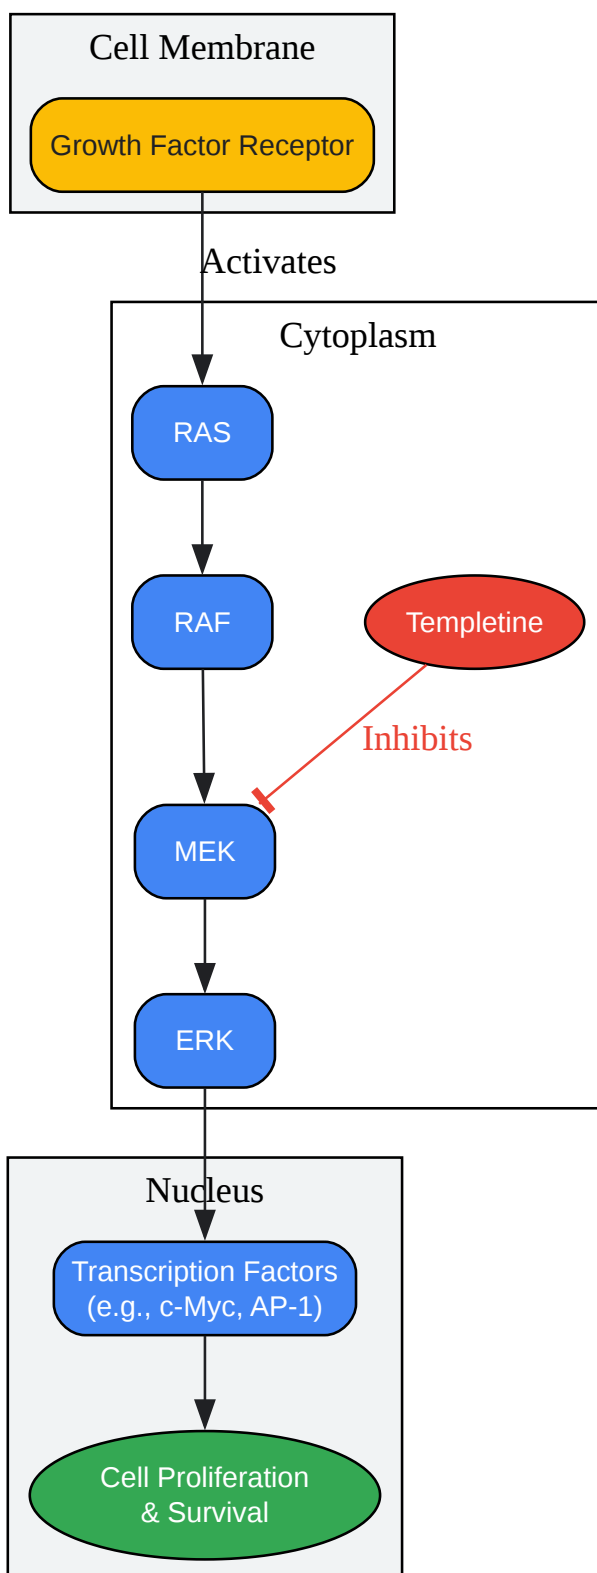 Cell Membrane
Growth Factor Receptor
Activates
Cytoplasm
RAS
RAF
Templetine
Inhibits
MEK
ERK
Nucleus
Transcription Factors
(e.g., c-Myc, AP-1)
Cell Proliferation
& Survival